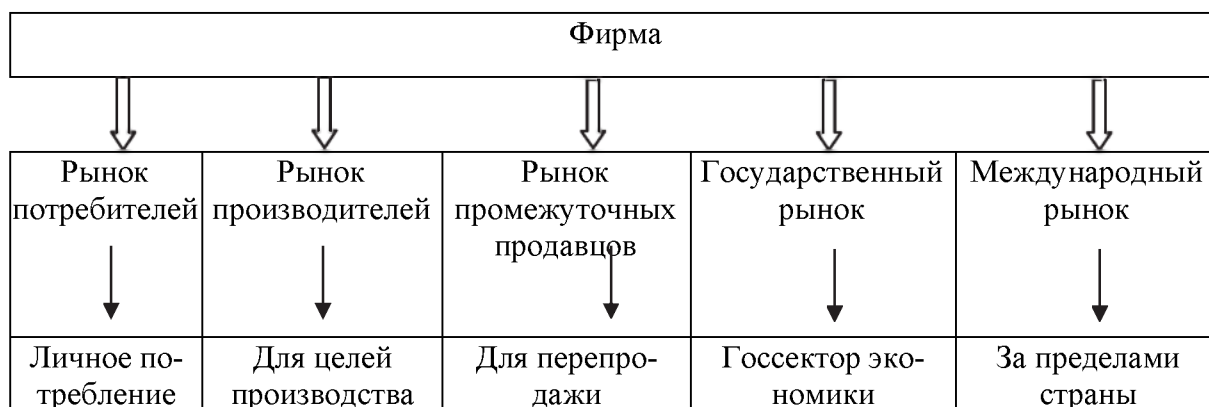 Фирма
Рынок
потребителей
Рынок
производителей
Рынок
промежуточных
продавцов
Государственный
рынок
Международный
рынок
Личное по-
требление
Для целей
производства
Для перепро-
дажи
Госсектор эко-
номики
За пределами
страны